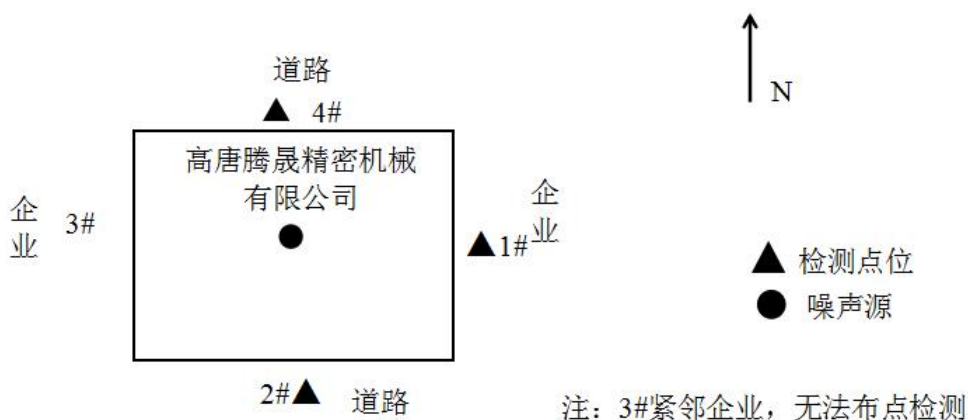 道路
▲ 4#
N
高唐腾晟精密机械
有限公司
企业
3#
▲1#
企业
▲ 检测点位
● 噪声源
2#▲ 道路
注：3#紧邻企业，无法布点检测